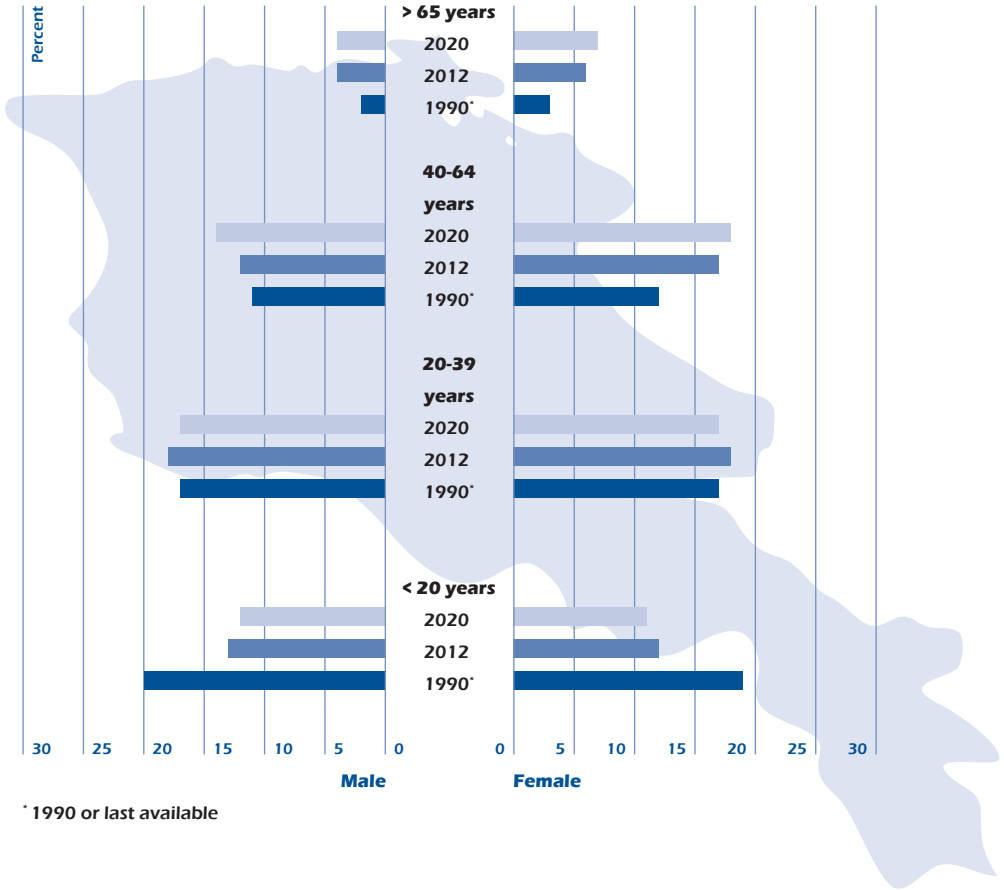 Percent
> 65 years
2020
2012
1990*
40-64
years
2020
2012
1990*
20-39
years
2020
2012
1990*
< 20 years
2020
2012
1990*
30 25 20 15 10 5 0 0 5 10 15 20 25 30
Male Female
* 1990 or last available